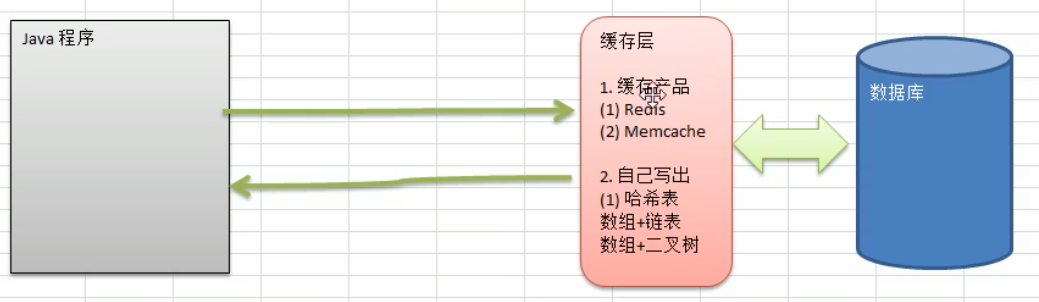 Java 程序
缓存层
1. 缓存产品
(1) Redis
(2) Memcache
2. 自己写出
(1) 哈希表
数组+链表
数组+二叉树
数据库